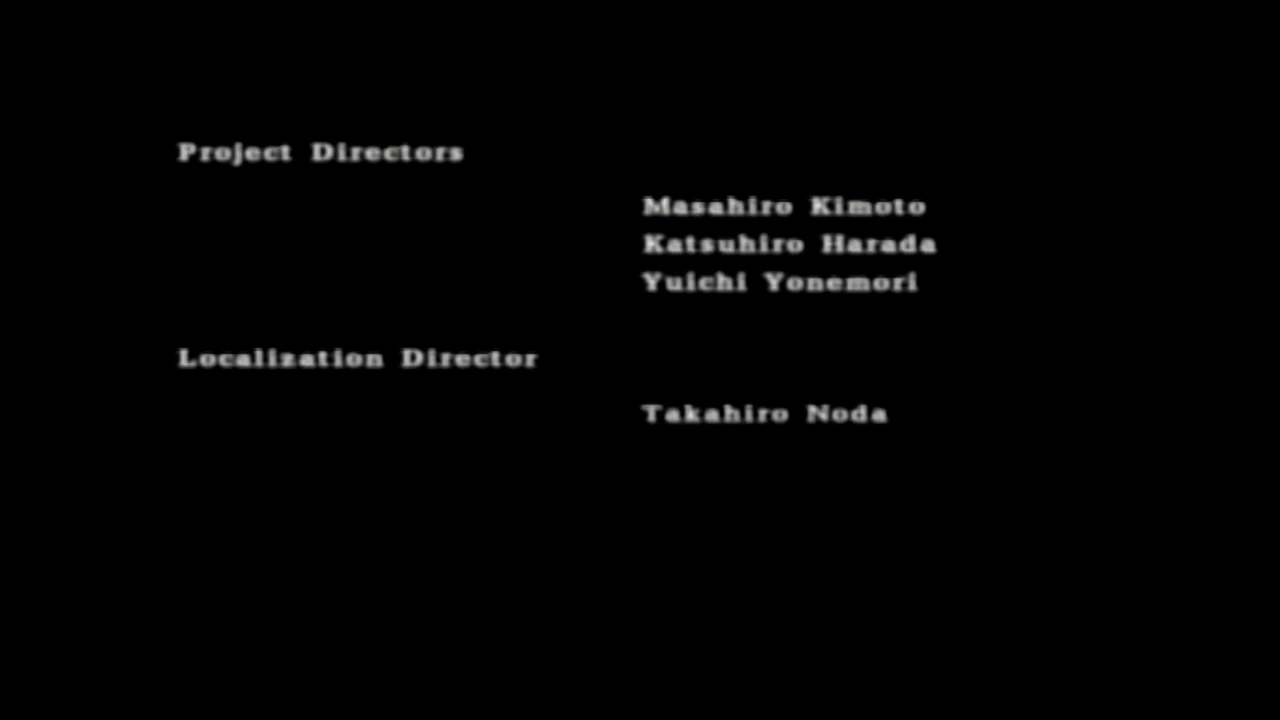 Project Directors
Masahiro Kimoto
Katsuhiro Harada
Yuichi Yonemori
Localization Director
Takahiro Noda